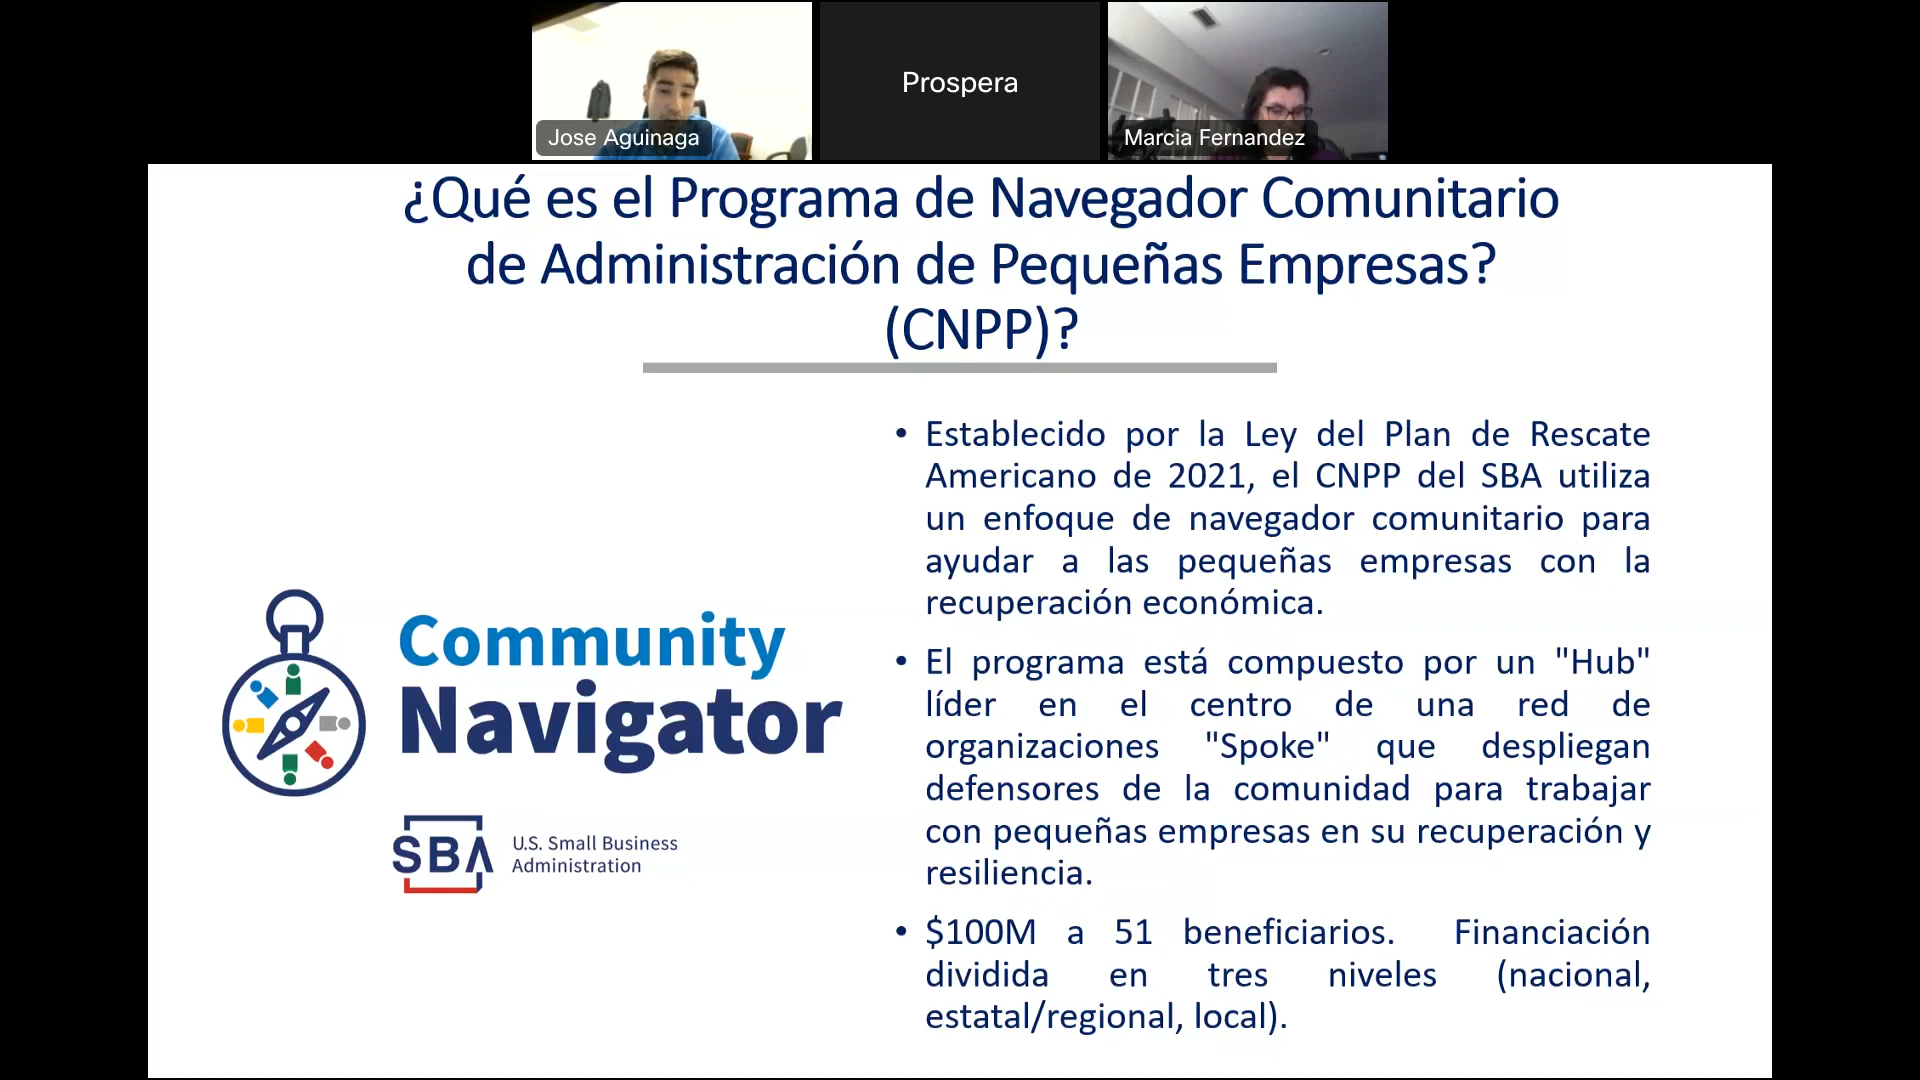 Jose Aguinaga
Prospera
Marcia Fernandez
¿Qué es el Programa de Navegador Comunitario
de Administración de Pequeñas Empresas?
(CNPP)?
Community
Navigator
SBA
U.S. Small Business
Administration
• Establecido por la Ley del Plan de Rescate
Americano de 2021, el CNPP del SBA utiliza
un enfoque de navegador comunitario para
ayudar a las pequeñas empresas con la
recuperación económica.
• El programa está compuesto por un "Hub"
líder en el centro de una red de
organizaciones "Spoke" que despliegan
defensores de la comunidad para trabajar
con pequeñas empresas en su recuperación y
resiliencia.
• $100M a 51 beneficiarios. Financiación
dividida en tres niveles (nacional,
estatal/regional, local).